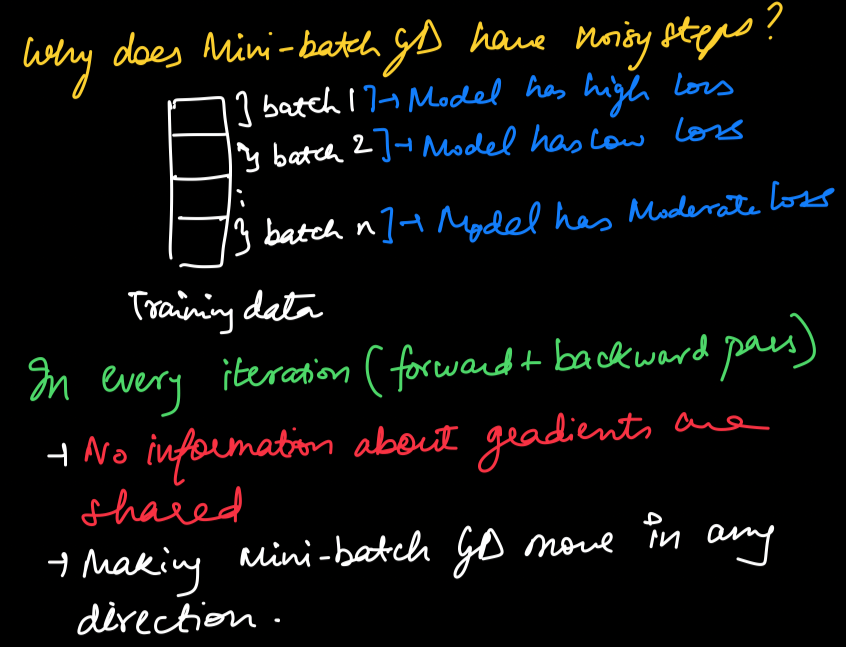 Why does Mini-batch GD have noisy steps?
} batch 1 ]→ Model has high loss
} batch 2 ]→ Model has Low Loss
⋮
} batch n ]→ Model has Moderate Loss
Training data
In every iteration (forward + backward pass)
→ No information about gradients are
shared
→ Making Mini-batch GD move in any
direction.